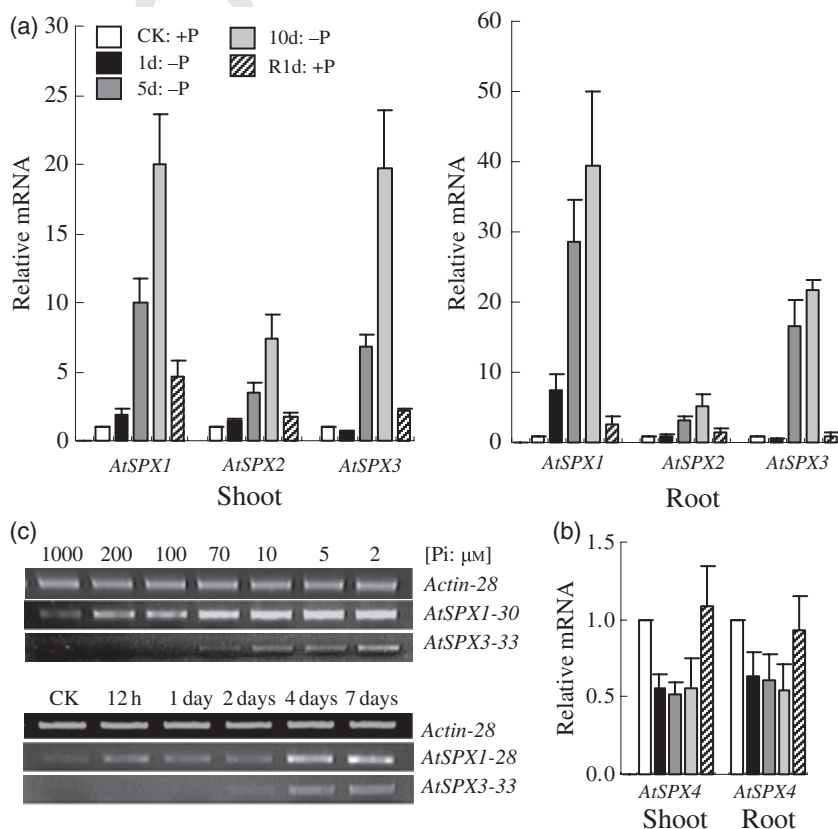 (a)
CK: +P
1d: –P
5d: –P
10d: –P
R1d: +P
Relative mRNA
30
25
20
15
10
5
0
AtSPX1 AtSPX2 AtSPX3
Shoot
Relative mRNA
60
50
40
30
20
10
0
AtSPX1 AtSPX2 AtSPX3
Root
(c)
1000 200 100 70 10 5 2 [Pi: µM]
Actin-28
AtSPX1-30
AtSPX3-33
CK 12 h 1 day 2 days 4 days 7 days
Actin-28
AtSPX1-28
AtSPX3-33
(b)
Relative mRNA
1.5
1.0
0.5
0.0
AtSPX4 AtSPX4
Shoot Root